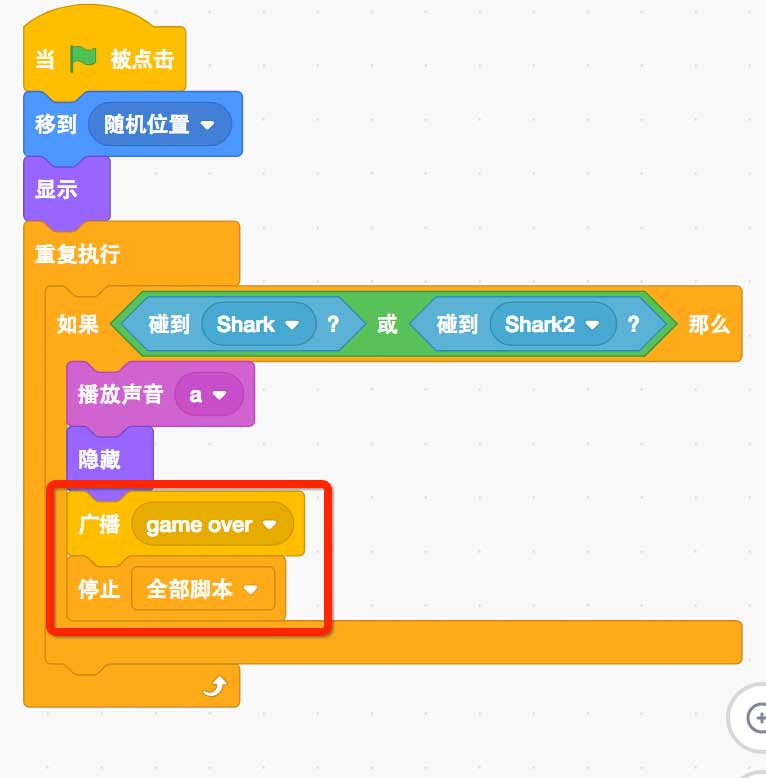 当 被点击
移到 随机位置
显示
重复执行
如果 碰到 Shark ? 或 碰到 Shark2 ? 那么
播放声音 a
隐藏
广播 game over
停止 全部脚本